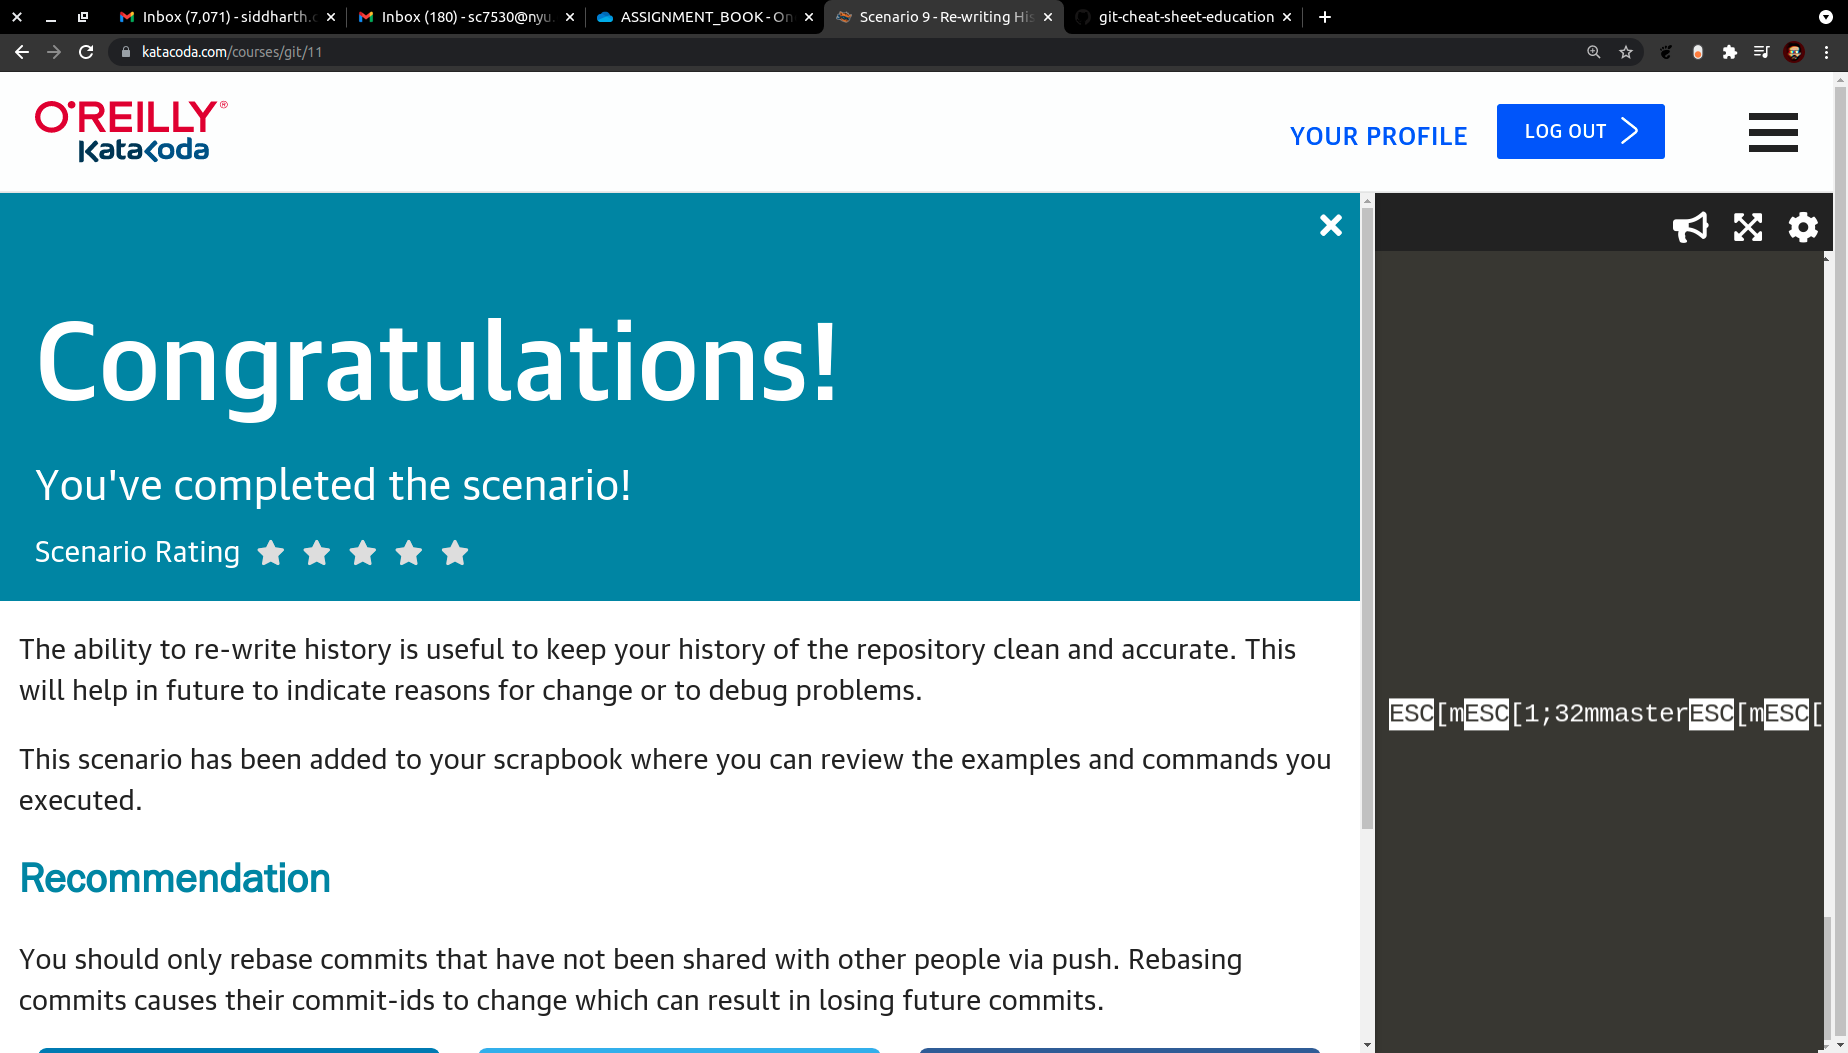 Inbox (7,071) - siddharth.c
Inbox (180) - sc7530@nyu.
ASSIGNMENT_BOOK - On
Scenario 9 - Re-writing His
git-cheat-sheet-education
katacoda.com/courses/git/11
O'REILLY®
Katacoda
YOUR PROFILE
LOG OUT
Congratulations!
You've completed the scenario!
Scenario Rating
The ability to re-write history is useful to keep your history of the repository clean and accurate. This
will help in future to indicate reasons for change or to debug problems.
This scenario has been added to your scrapbook where you can review the examples and commands you
executed.
Recommendation
You should only rebase commits that have not been shared with other people via push. Rebasing
commits causes their commit-ids to change which can result in losing future commits.
ESC[mESC[1;32mmasterESC[mESC[